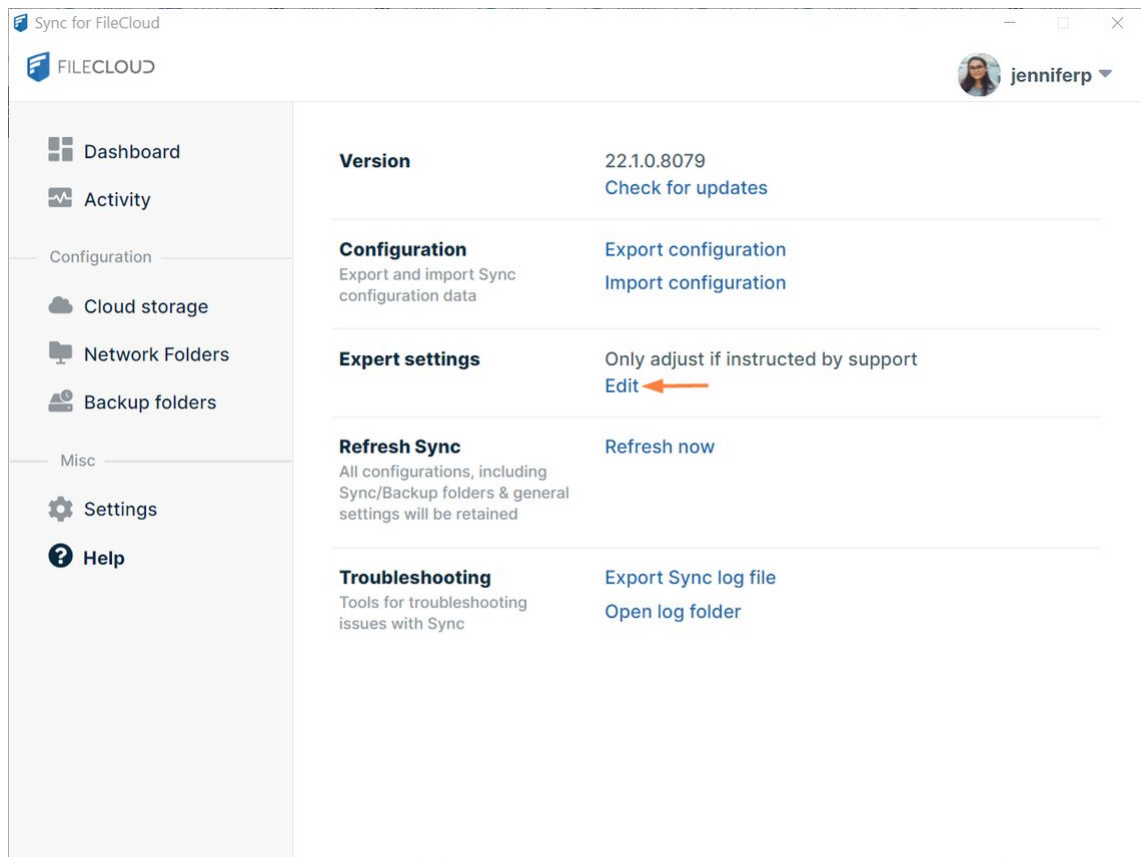 Sync for FileCloud
FILECLOUD
jenniferp
Dashboard
Activity
Configuration
Cloud storage
Network Folders
Backup folders
Misc
Settings
Help
Version
22.1.0.8079
Check for updates
Configuration
Export and import Sync
configuration data
Export configuration
Import configuration
Expert settings
Only adjust if instructed by support
Edit
Refresh Sync
All configurations, including
Sync/Backup folders & general
settings will be retained
Refresh now
Troubleshooting
Tools for troubleshooting
issues with Sync
Export Sync log file
Open log folder